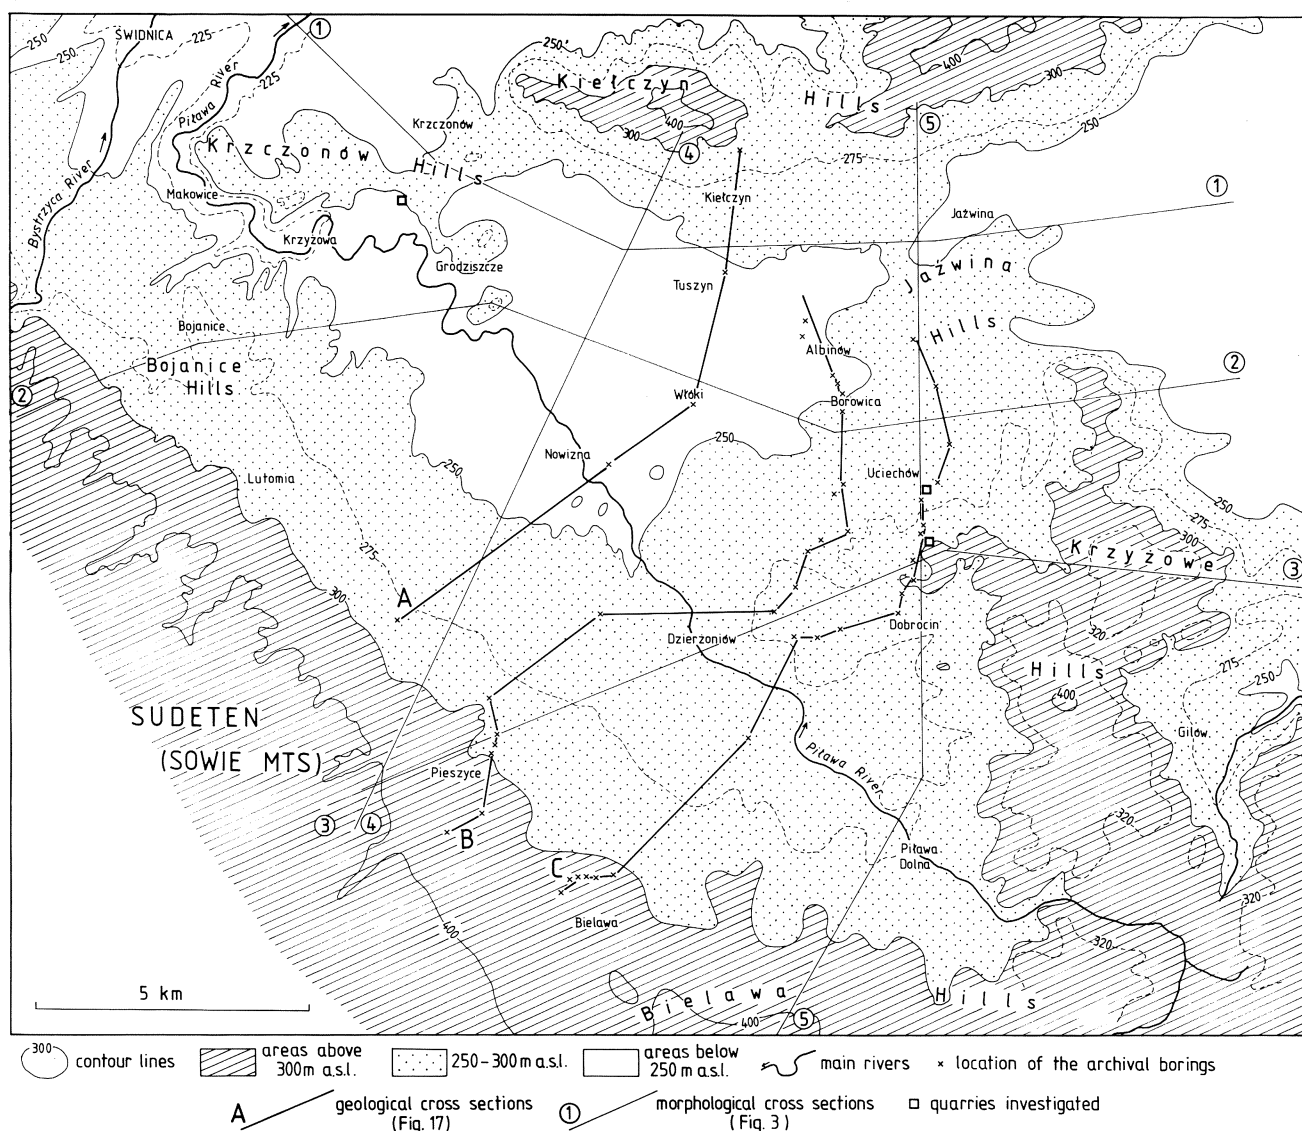 250
ŚWIDNICA
225
250
Piława River
225
1
250
Kiełczyn
Hills
400
300
5
250
Krzczonów
400
300
4
275
Krzczonów Hills
Bystrzyca River
Makowice
Kiełczyn
1
Jaźwina
Krzyżowa
Grodziszcze
Tuszyn
Jaźwina Hills
Bojanice
Bojanice
Hills
Albinów
2
2
Włóki
Borowica
250
Nowizna
Uciechów
250
Lutomia
250
275
300
275
Krzyżowe
3
300
A
Dobrocin
320
Dzierżoniów
275
Hills
250
400
SUDETEN
(SOWIE MTS)
Gilów
Pieszyce
Piława River
3
4
320
B
Piława
Dolna
C
320
Bielawa
400
320
5 km
Bielawa Hills
400
5
300
contour lines
areas above
300m a.s.l.
250-300m a.s.l.
areas below
250m a.s.l.
main rivers
× location of the archival borings
A
geological cross sections
(Fig. 17)
1
morphological cross sections
(Fig. 3)
quarries investigated